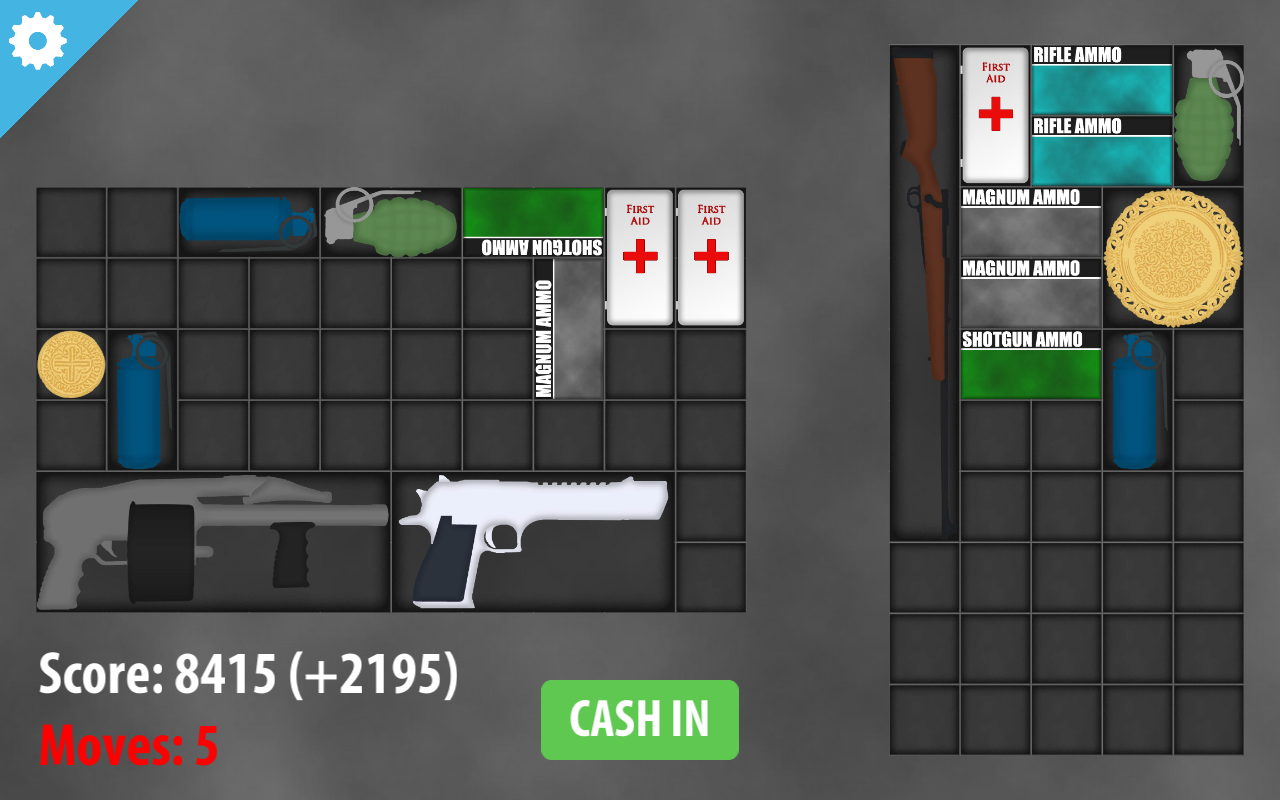 SHOTGUN AMMO
FIRST
AID
FIRST
AID
MAGNUM AMMO
FIRST
AID
RIFLE AMMO
RIFLE AMMO
MAGNUM AMMO
MAGNUM AMMO
SHOTGUN AMMO
Score: 8415 (+2195)
Moves: 5
CASH IN